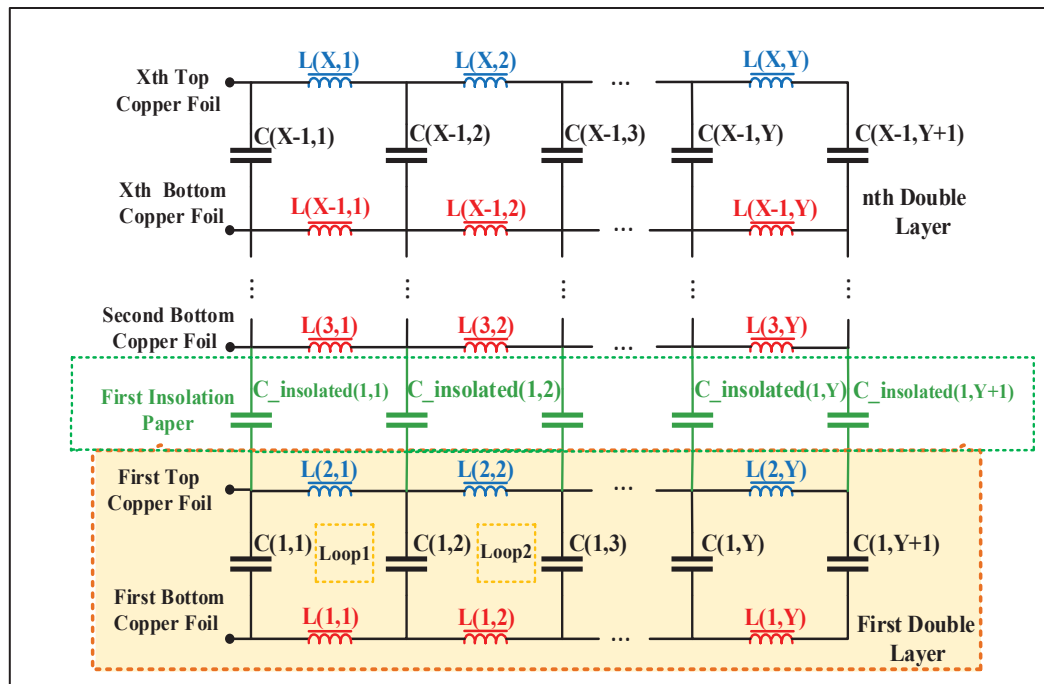 L(X,1) L(X,2) L(X,Y)
Xth Top
Copper Foil
...
C(X-1,1) C(X-1,2) C(X-1,3) C(X-1,Y) C(X-1,Y+1)
Xth Bottom
Copper Foil
L(X-1,1) L(X-1,2) L(X-1,Y)
...
nth Double
Layer
⋮ ⋮ ⋮ ⋮ ⋮
Second Bottom
Copper Foil
L(3,1) L(3,2) L(3,Y)
...
First Insolation
Paper
C_insolated(1,1) C_insolated(1,2) C_insolated(1,Y) C_insolated(1,Y+1)
First Top
Copper Foil
L(2,1) L(2,2) L(2,Y)
...
C(1,1) C(1,2) C(1,3) C(1,Y) C(1,Y+1)
Loop1 Loop2
First Bottom
Copper Foil
L(1,1) L(1,2) L(1,Y)
...
First Double
Layer